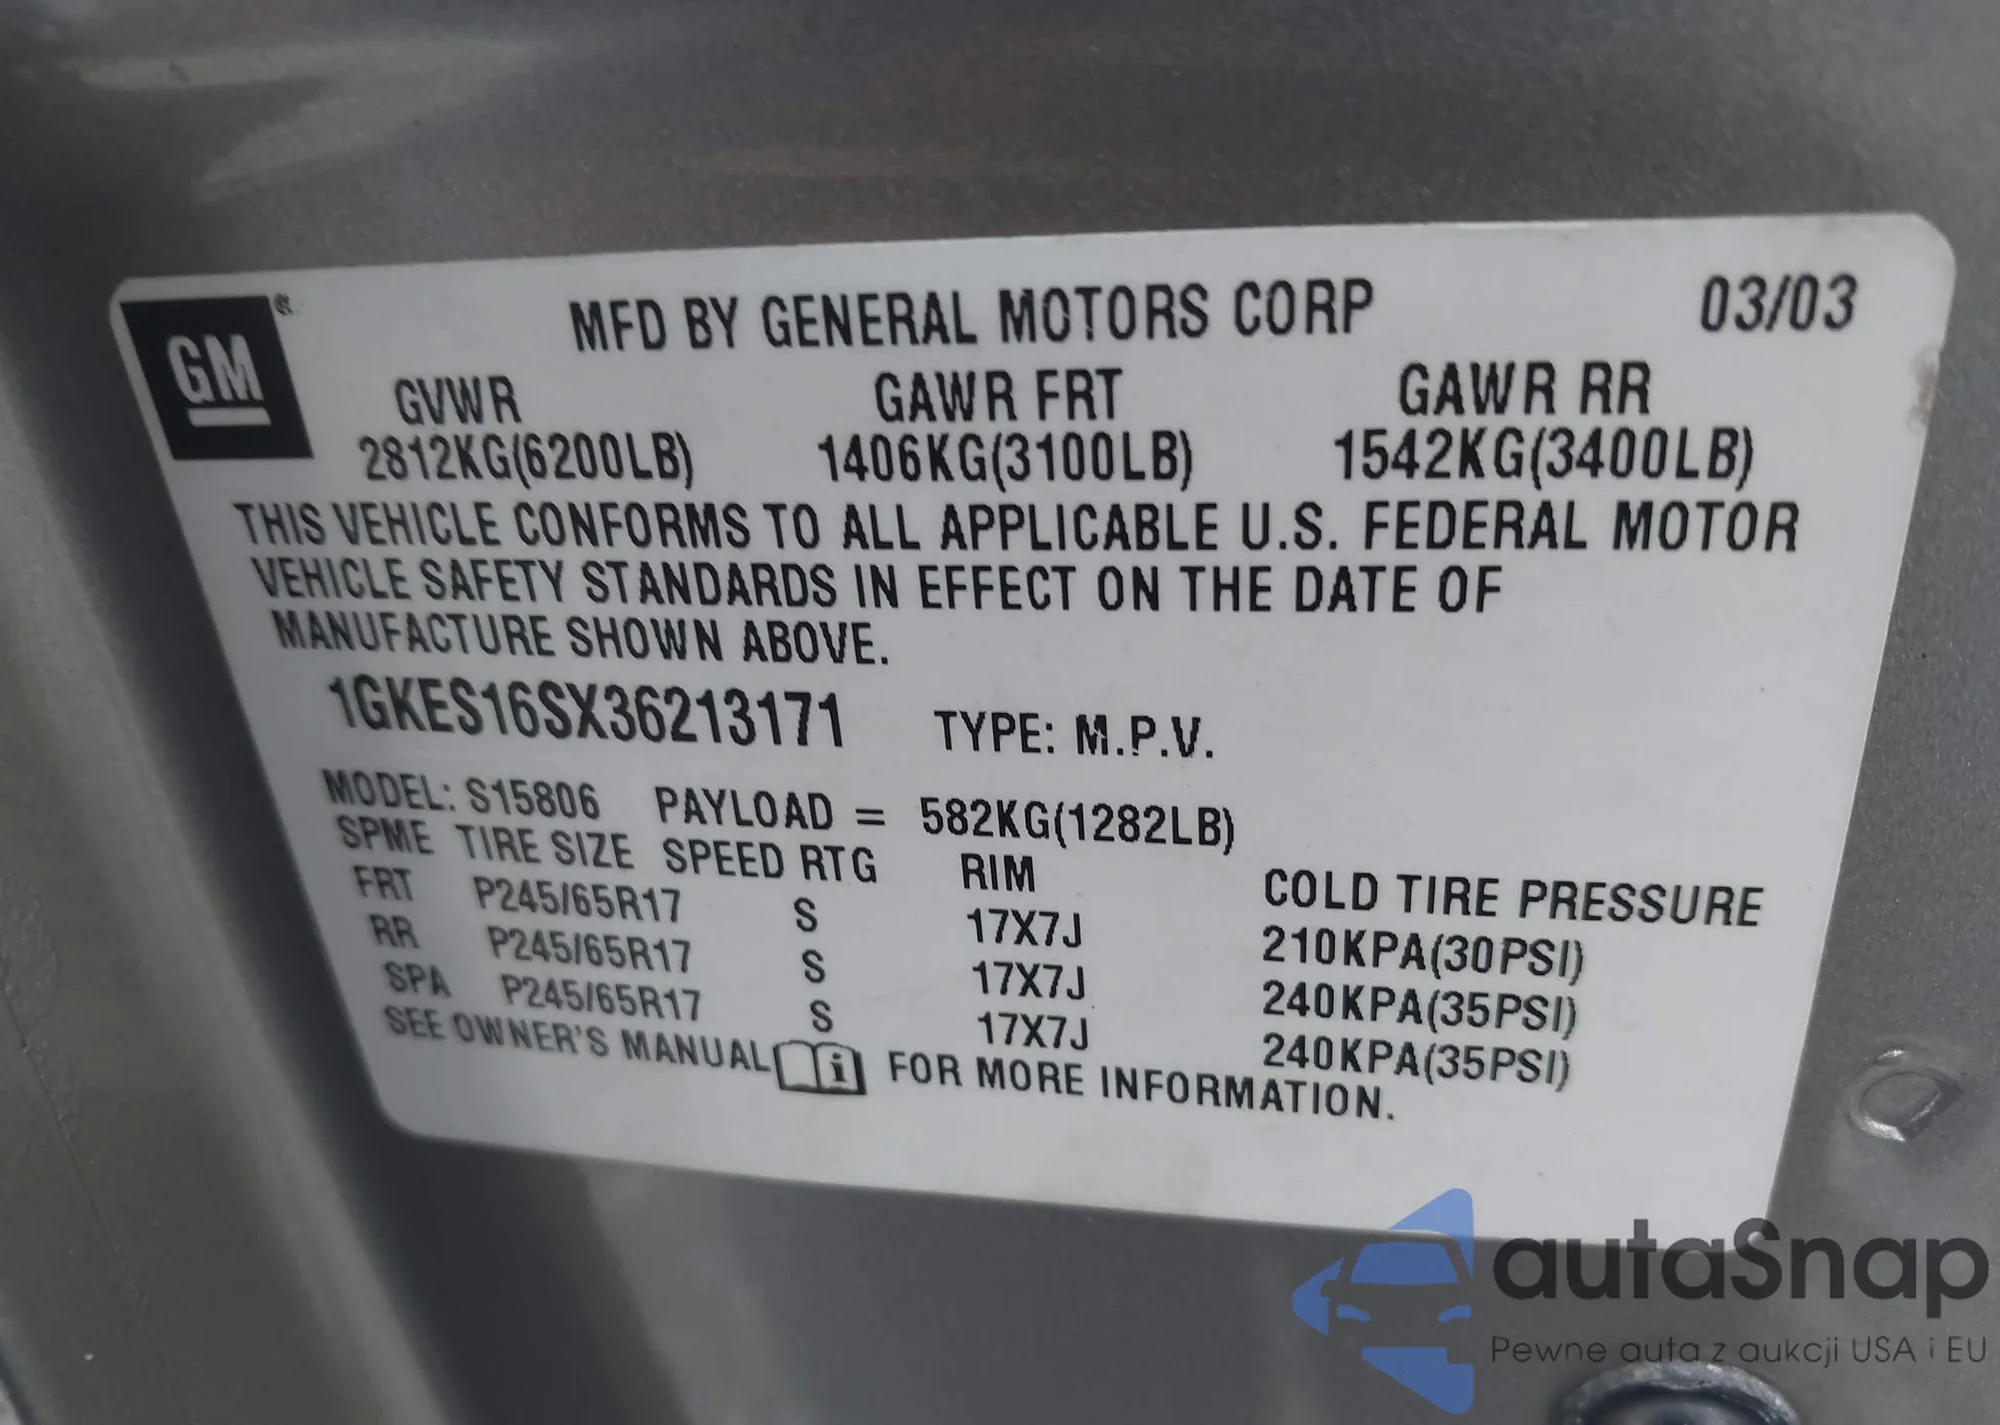 GM®
MFD BY GENERAL MOTORS CORP 03/03
GVWR GAWR FRT GAWR RR
2812KG(6200LB) 1406KG(3100LB) 1542KG(3400LB)
THIS VEHICLE CONFORMS TO ALL APPLICABLE U.S. FEDERAL MOTOR
VEHICLE SAFETY STANDARDS IN EFFECT ON THE DATE OF
MANUFACTURE SHOWN ABOVE.
1GKES16SX36213171 TYPE: M.P.V.
MODEL: S15806 PAYLOAD = 582KG(1282LB)
SPME TIRE SIZE SPEED RTG RIM COLD TIRE PRESSURE
FRT P245/65R17 S 17X7J 210KPA(30PSI)
RR P245/65R17 S 17X7J 240KPA(35PSI)
SPA P245/65R17 S 17X7J 240KPA(35PSI)
SEE OWNER'S MANUAL i FOR MORE INFORMATION.
autaSnap
Pewne auta z aukcji USA i EU